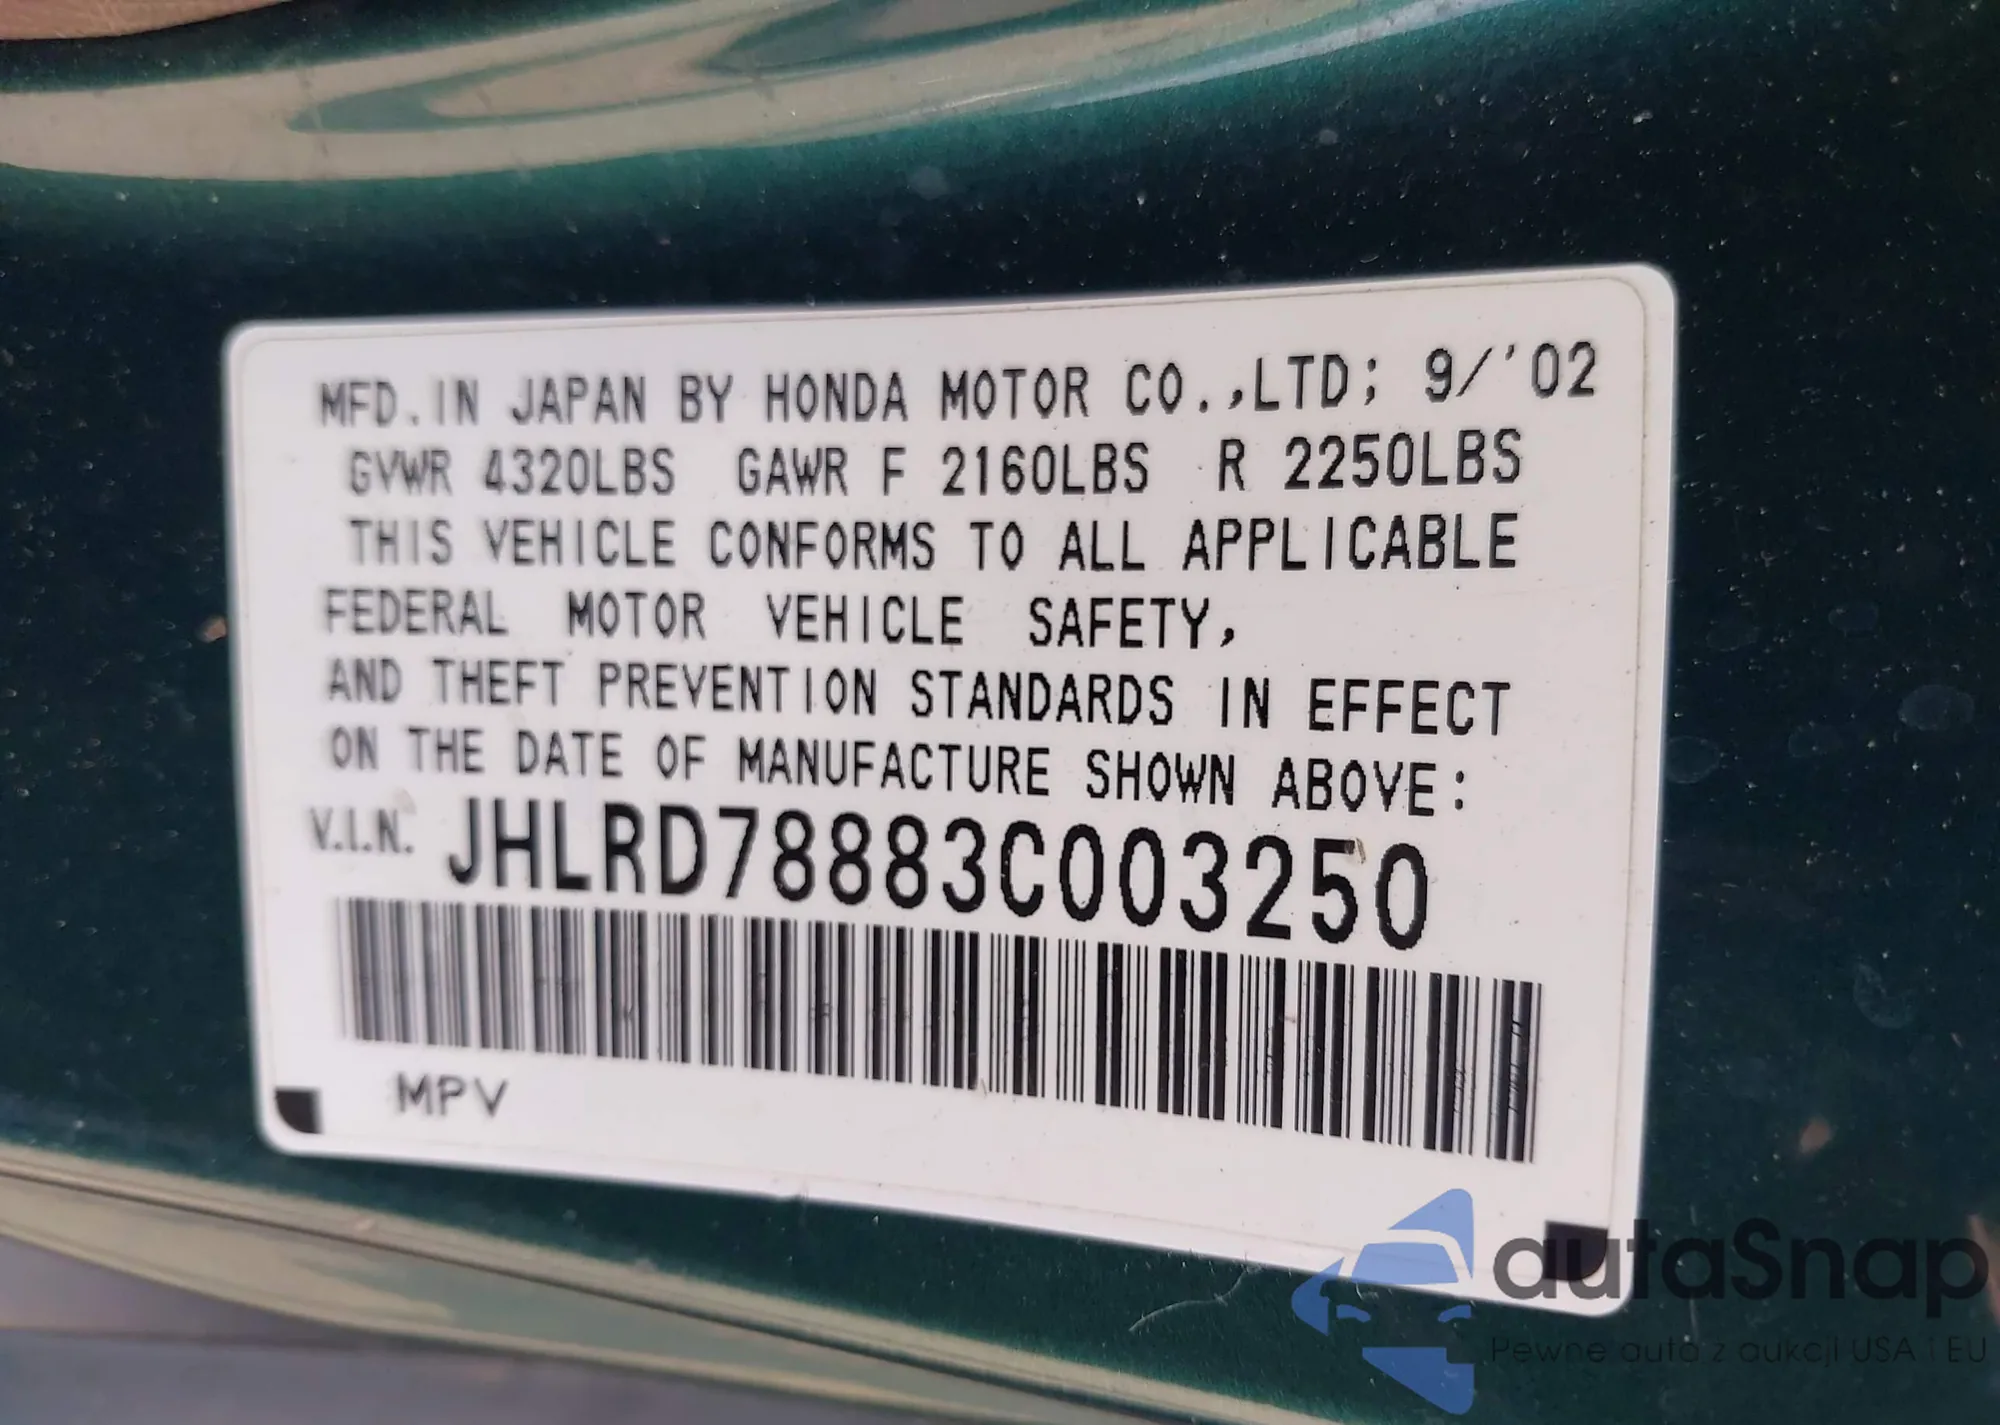 MFD. IN JAPAN BY HONDA MOTOR CO.,LTD; 9/'02
GVWR 4320LBS GAWR F 2160LBS R 2250LBS
THIS VEHICLE CONFORMS TO ALL APPLICABLE
FEDERAL MOTOR VEHICLE SAFETY,
AND THEFT PREVENTION STANDARDS IN EFFECT
ON THE DATE OF MANUFACTURE SHOWN ABOVE:
V.I.N. JHLRD78883C003250
MPV
autaSnap
Pewne auta z aukcji USA i EU